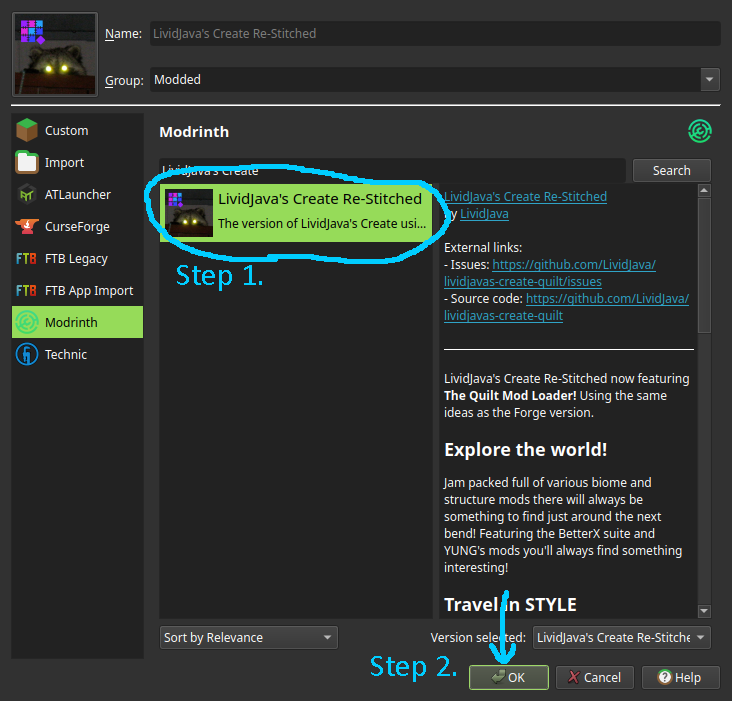 Name: LividJava's Create Re-Stitched
Group: Modded
Custom
Import
ATLauncher
CurseForge
FTB Legacy
FTB App Import
Modrinth
Technic
Modrinth
LividJava's Create
Search
LividJava's Create Re-Stitched
The version of LividJava's Create usi...
Step 1.
LividJava's Create Re-Stitched
by LividJava
External links:
- Issues: https://github.com/LividJava/
lividjavas-create-quilt/issues
- Source code: https://github.com/LividJava/
lividjavas-create-quilt
LividJava's Create Re-Stitched now featuring
The Quilt Mod Loader! Using the same
ideas as the Forge version.
Explore the world!
Jam packed full of various biome and
structure mods there will always be
something to find just around the next
bend! Featuring the BetterX suite and
YUNG's mods you'll always find something
interesting!
Travel in STYLE
Sort by Relevance
Version selected: LividJava's Create Re-Stitche
Step 2.
OK
Cancel
Help